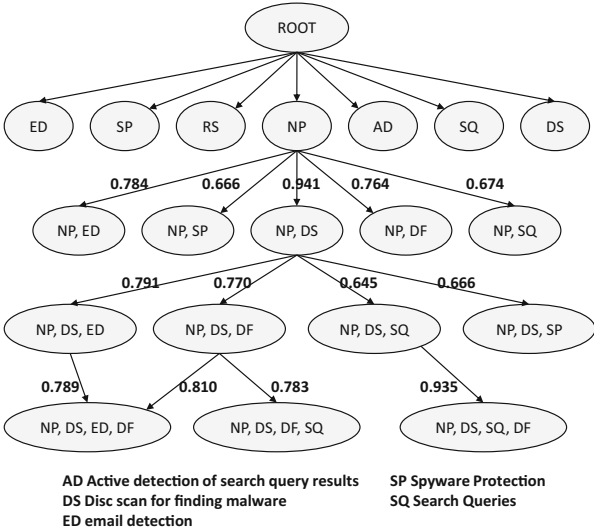 ROOT
ED SP RS NP AD SQ DS
0.784 0.666 0.941 0.764 0.674
NP, ED NP, SP NP, DS NP, DF NP, SQ
0.791 0.770 0.645 0.666
NP, DS, ED NP, DS, DF NP, DS, SQ NP, DS, SP
0.789 0.810 0.783 0.935
NP, DS, ED, DF NP, DS, DF, SQ NP, DS, SQ, DF
AD Active detection of search query results SP Spyware Protection
DS Disc scan for finding malware SQ Search Queries
ED email detection